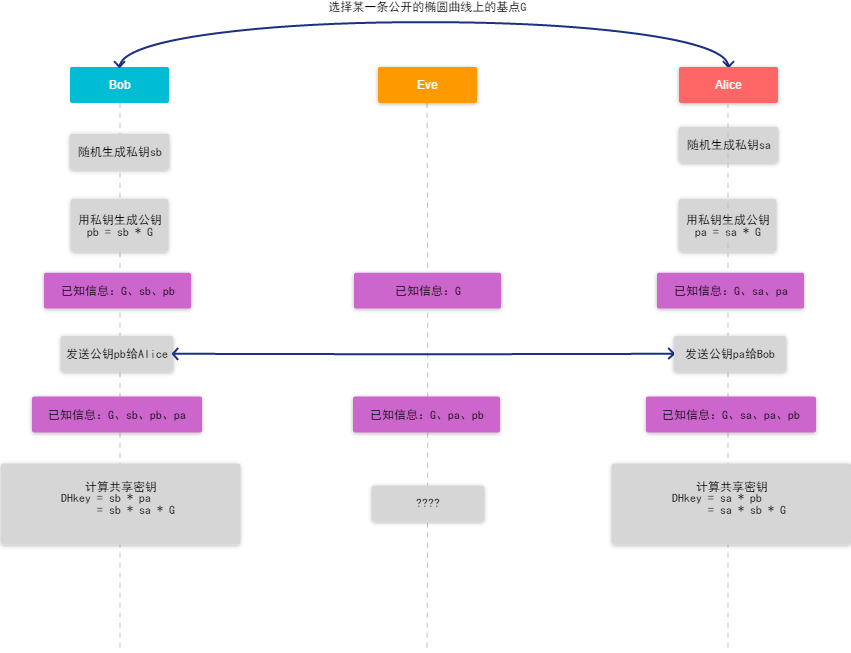 选择某一条公开的椭圆曲线上的基点G
Bob
Eve
Alice
随机生成私钥sb
随机生成私钥sa
用私钥生成公钥
pb = sb * G
用私钥生成公钥
pa = sa * G
已知信息: G、sb、pb
已知信息: G
已知信息: G、sa、pa
发送公钥pb给Alice
发送公钥pa给Bob
已知信息: G、sb、pb、pa
已知信息: G、pa、pb
已知信息: G、sa、pa、pb
计算共享密钥
DHkey = sb * pa
= sb * sa * G
????
计算共享密钥
DHkey = sa * pb
= sa * sb * G